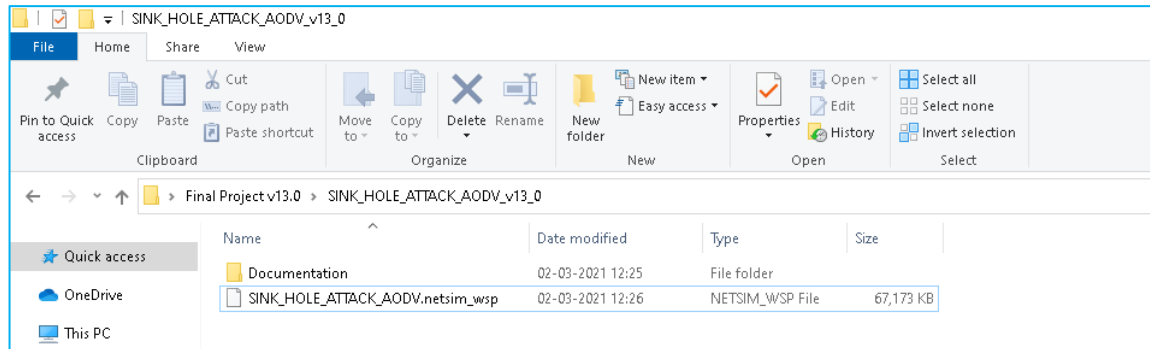 SINK_HOLE_ATTACK_AODV_v13_0
File Home Share View
Pin to Quick access
Copy
Paste
Cut
Copy path
Paste shortcut
Clipboard
Move to
Copy to
Delete
Rename
Organize
New folder
New item
Easy access
New
Properties
Open
Edit
History
Open
Select all
Select none
Invert selection
Select
Final Project v13.0 > SINK_HOLE_ATTACK_AODV_v13_0
Quick access
OneDrive
This PC
Name Date modified Type Size
Documentation 02-03-2021 12:25 File folder
SINK_HOLE_ATTACK_AODV.netsim_wsp 02-03-2021 12:26 NETSIM_WSP File 67,173 KB